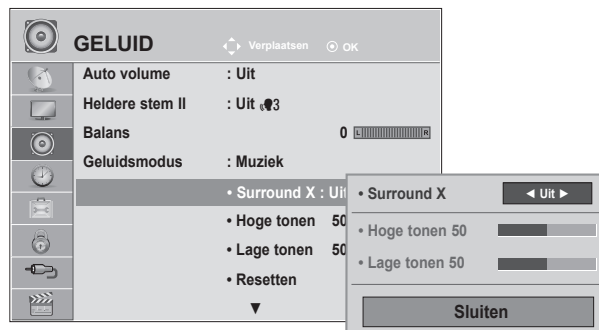 GELUID Verplaatsen OK
Auto volume : Uit
Heldere stem II : Uit 3
Balans 0 L R
Geluidsmodus : Muziek
• Surround X : Uit
• Hoge tonen 50
• Lage tonen 50
• Resetten
▼
• Surround X ◄ Uit ►
• Hoge tonen 50
• Lage tonen 50
Sluiten